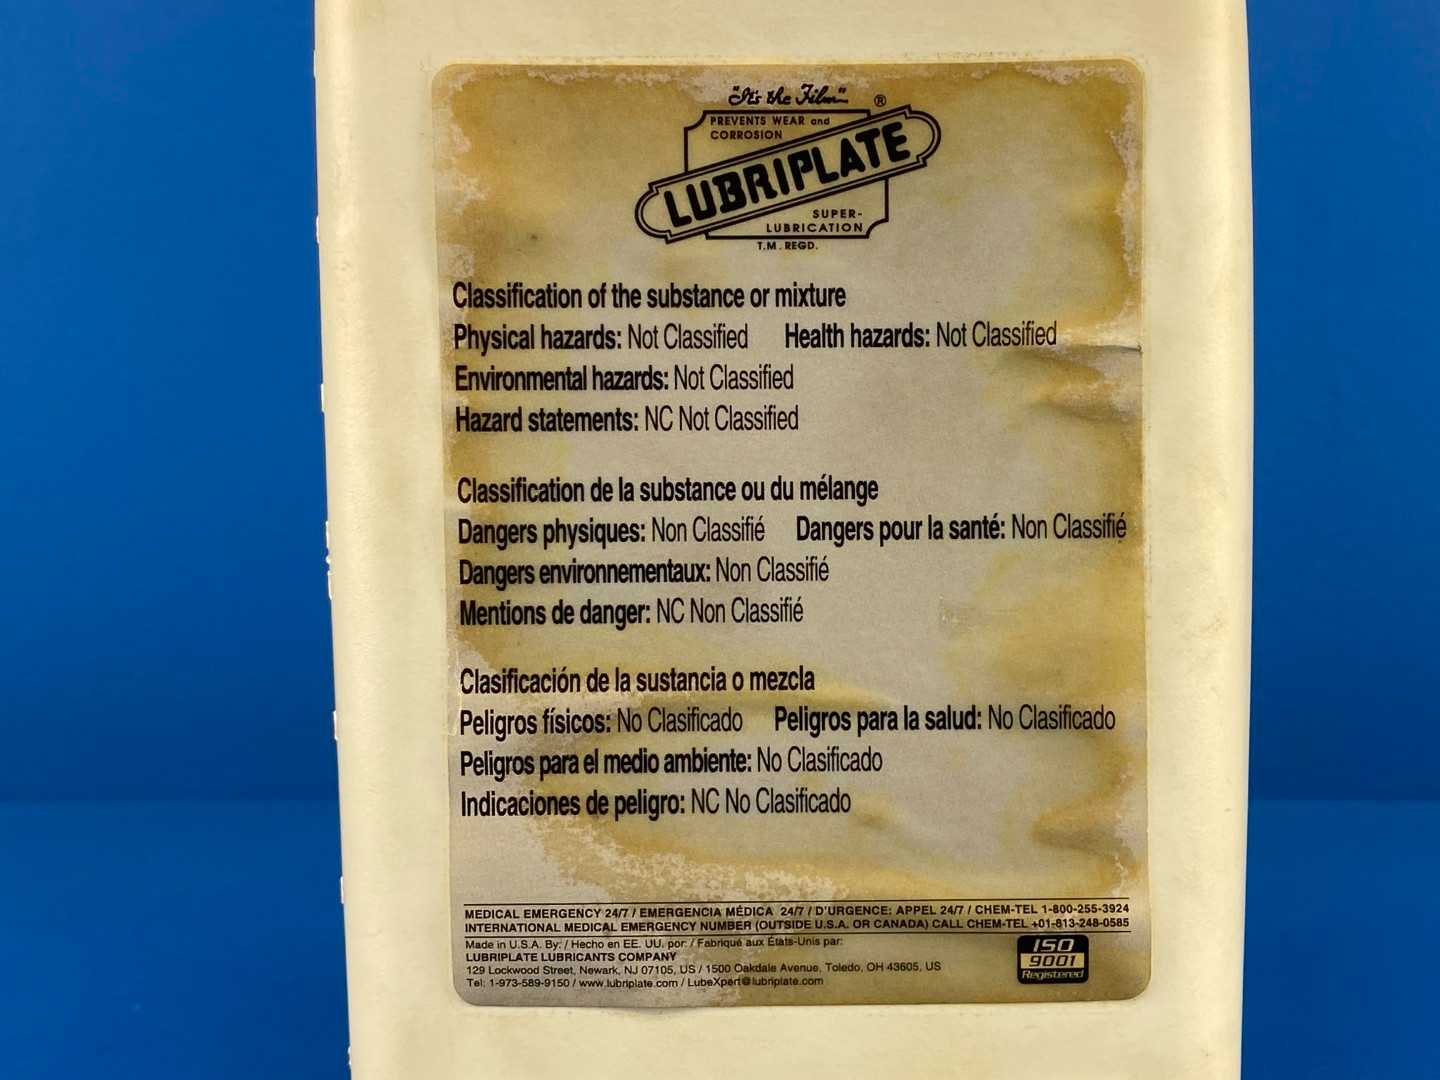 "It's the Film" ®
PREVENTS WEAR and
CORROSION
LUBRIPLATE
SUPER-
LUBRICATION
T.M. REGD.
Classification of the substance or mixture
Physical hazards: Not Classified Health hazards: Not Classified
Environmental hazards: Not Classified
Hazard statements: NC Not Classified
Classification de la substance ou du mélange
Dangers physiques: Non Classifié Dangers pour la santé: Non Classifié
Dangers environnementaux: Non Classifié
Mentions de danger: NC Non Classifié
Clasificación de la sustancia o mezcla
Peligros físicos: No Clasificado Peligros para la salud: No Clasificado
Peligros para el medio ambiente: No Clasificado
Indicaciones de peligro: NC No Clasificado
MEDICAL EMERGENCY 24/7 / EMERGENCIA MÉDICA 24/7 / D'URGENCE: APPEL 24/7 / CHEM-TEL 1-800-255-3924
INTERNATIONAL MEDICAL EMERGENCY NUMBER (OUTSIDE U.S.A. OR CANADA) CALL CHEM-TEL +01-813-248-0585
Made in U.S.A. By: / Hecho en EE. UU. por: / Fabriqué aux États-Unis par:
LUBRIPLATE LUBRICANTS COMPANY
129 Lockwood Street, Newark, NJ 07105, US / 1500 Oakdale Avenue, Toledo, OH 43605, US
Tel: 1-973-589-9150 / www.lubriplate.com / LubeXpert@lubriplate.com
ISO
9001
Registered